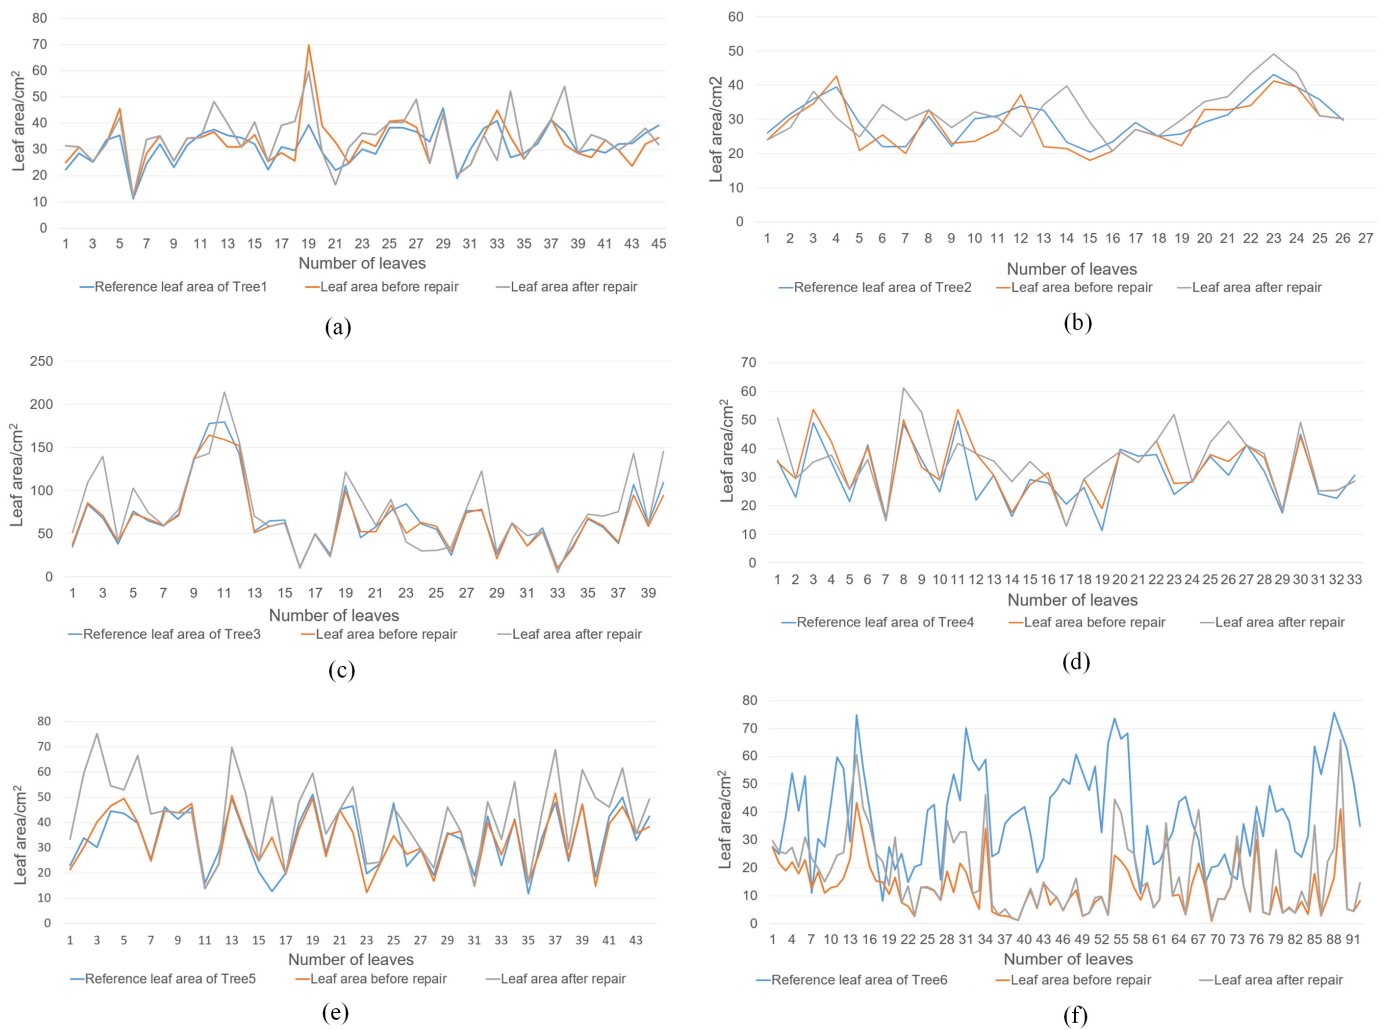 80
70
60
50
40
30
20
10
0
Leaf area/cm²
1 3 5 7 9 11 13 15 17 19 21 23 25 27 29 31 33 35 37 39 41 43 45
Number of leaves
Reference leaf area of Tree1 Leaf area before repair Leaf area after repair
(a)
60
50
40
30
20
10
0
Leaf area/cm2
1 2 3 4 5 6 7 8 9 10 11 12 13 14 15 16 17 18 19 20 21 22 23 24 25 26 27
Number of leaves
Reference leaf area of Tree2 Leaf area before repair Leaf area after repair
(b)
250
200
150
100
50
0
Leaf area/cm²
1 3 5 7 9 11 13 15 17 19 21 23 25 27 29 31 33 35 37 39
Number of leaves
Reference leaf area of Tree3 Leaf area before repair Leaf area after repair
(c)
70
60
50
40
30
20
10
0
Leaf area/cm²
1 2 3 4 5 6 7 8 9 10 11 12 13 14 15 16 17 18 19 20 21 22 23 24 25 26 27 28 29 30 31 32 33
Number of leaves
Reference leaf area of Tree4 Leaf area before repair Leaf area after repair
(d)
80
70
60
50
40
30
20
10
0
Leaf area/cm²
1 3 5 7 9 11 13 15 17 19 21 23 25 27 29 31 33 35 37 39 41 43
Number of leaves
Reference leaf area of Tree5 Leaf area before repair Leaf area after repair
(e)
80
70
60
50
40
30
20
10
0
Leaf area/cm²
1 4 7 10 13 16 19 22 25 28 31 34 37 40 43 46 49 52 55 58 61 64 67 70 73 76 79 82 85 88 91
Number of leaves
Reference leaf area of Tree6 Leaf area before repair Leaf area after repair
(f)